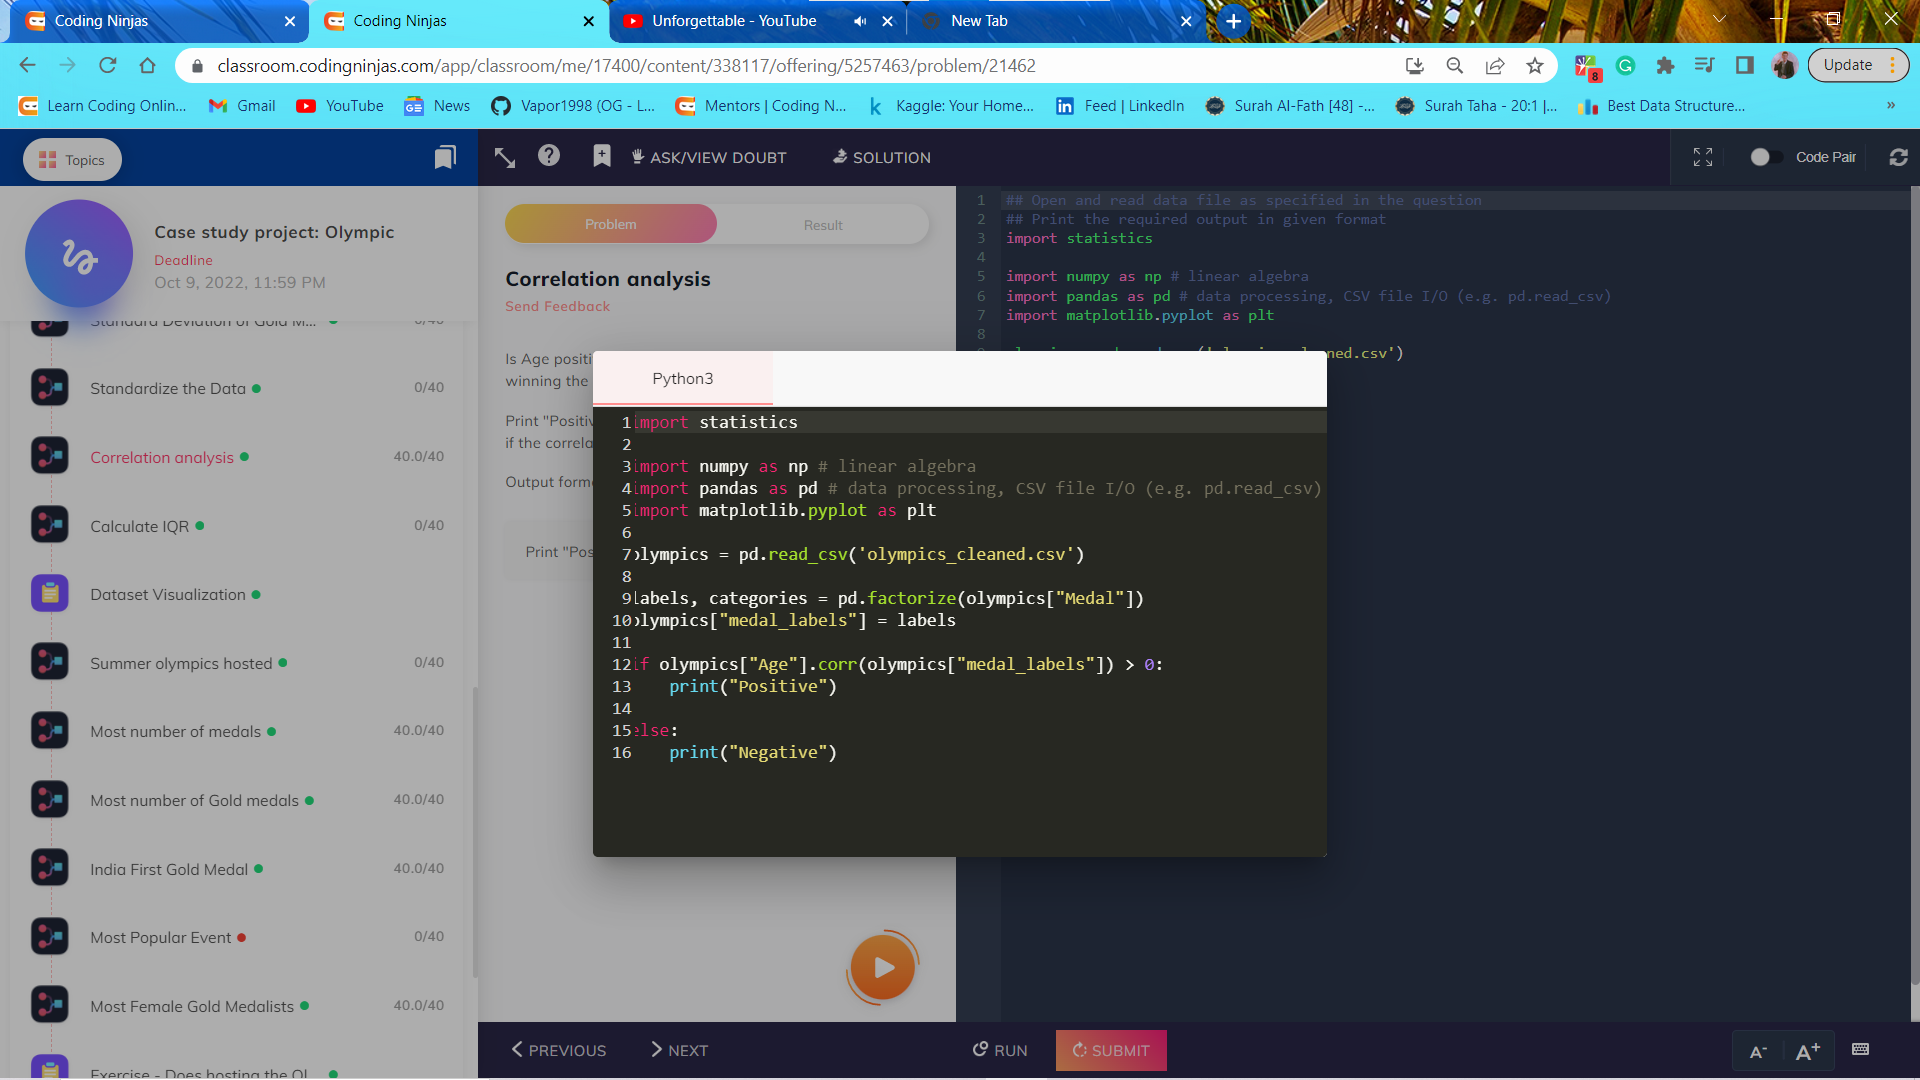 Coding Ninjas
Coding Ninjas
Unforgettable - YouTube
New Tab
classroom.codingninjas.com/app/classroom/me/17400/content/338117/offering/5257463/problem/21462
8
Update
Learn Coding Onlin...
Gmail
YouTube
News
Vapor1998 (OG - L...
Mentors | Coding N...
Kaggle: Your Home...
Feed | LinkedIn
Surah Al-Fath [48] -...
Surah Taha - 20:1 |...
Best Data Structure...
»
Topics
ASK/VIEW DOUBT
SOLUTION
Code Pair
Case study project: Olympic
Deadline
Oct 9, 2022, 11:59 PM
Standard Deviation of Gold M... 0/40
Standardize the Data 0/40
Correlation analysis 40.0/40
Calculate IQR 0/40
Dataset Visualization
Summer olympics hosted 0/40
Most number of medals 40.0/40
Most number of Gold medals 40.0/40
India First Gold Medal 40.0/40
Most Popular Event 0/40
Most Female Gold Medalists 40.0/40
Exercise - Does hosting the Ol...
Problem
Result
Correlation analysis
Send Feedback
Is Age positi
winning the
Print "Positiv
if the correla
Output form
Print "Pos
1 ## Open and read data file as specified in the question
2 ## Print the required output in given format
3 import statistics
4
5 import numpy as np # linear algebra
6 import pandas as pd # data processing, CSV file I/O (e.g. pd.read_csv)
7 import matplotlib.pyplot as plt
8
ned.csv')
Python3
1 import statistics
2
3 import numpy as np # linear algebra
4 import pandas as pd # data processing, CSV file I/O (e.g. pd.read_csv)
5 import matplotlib.pyplot as plt
6
7 olympics = pd.read_csv('olympics_cleaned.csv')
8
9 labels, categories = pd.factorize(olympics["Medal"])
10 olympics["medal_labels"] = labels
11
12 if olympics["Age"].corr(olympics["medal_labels"]) > 0:
13 print("Positive")
14
15 else:
16 print("Negative")
PREVIOUS
NEXT
RUN
SUBMIT
A-
A+